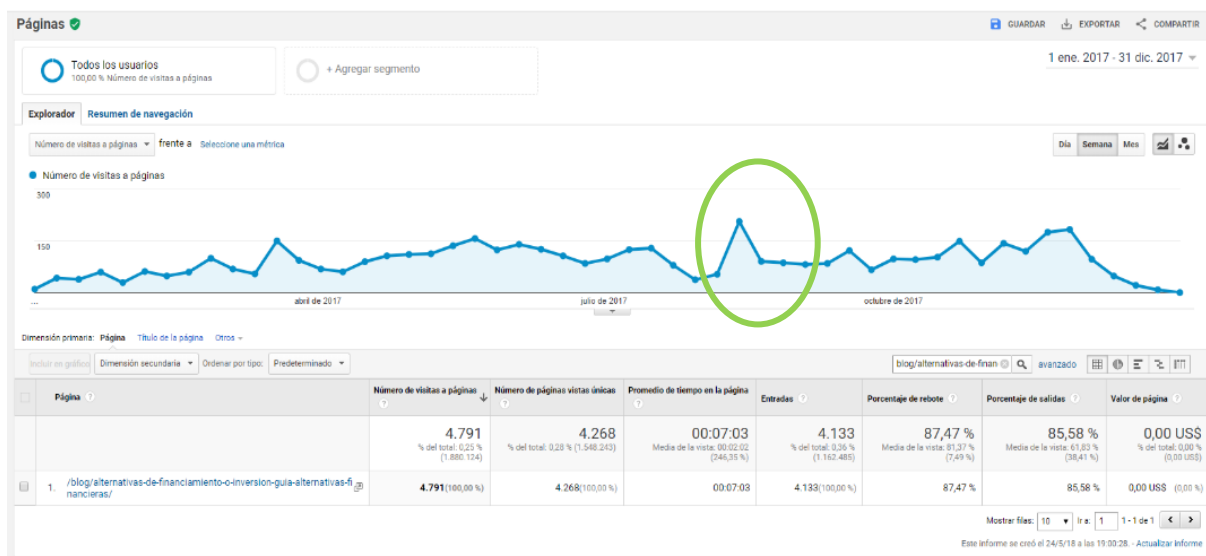 Páginas
GUARDAR EXPORTAR COMPARTIR
Todos los usuarios
100,00 % Número de visitas a páginas
+ Agregar segmento
1 ene. 2017 - 31 dic. 2017
Explorador Resumen de navegación
Número de visitas a páginas frente a Seleccione una métrica
Día Semana Mes
Número de visitas a páginas
300
150
... abril de 2017 julio de 2017 octubre de 2017
Dimensión primaria: Página Título de la página Otros
Incluir en gráfico Dimensión secundaria Ordenar por tipo: Predeterminado blog/alternativas-de-finan avanzado
Página ? Número de visitas a páginas ? Número de páginas vistas únicas ? Promedio de tiempo en la página ? Entradas ? Porcentaje de rebote ? Porcentaje de salidas ? Valor de página ?
4.791 4.268 00:07:03 4.133 87,47 % 85,58 % 0,00 US$
% del total: 0,25 % (1.880.124) % del total: 0,28 % (1.548.243) Media de la vista: 00:02:02 (246,35 %) % del total: 0,36 % (1.162.485) Media de la vista: 81,37 % (7,49 %) Media de la vista: 61,83 % (38,41 %) % del total: 0,00 % (0,00 US$)
1. /blog/alternativas-de-financiamiento-o-inversion-guia-alternativas-fi
nancieras/
4.791(100,00 %) 4.268(100,00 %) 00:07:03 4.133(100,00 %) 87,47 % 85,58 % 0,00 US$ (0,00 %)
Mostrar filas: 10 Ir a: 1 1 - 1 de 1
Este informe se creó el 24/5/18 a las 19:00:28. - Actualizar informe